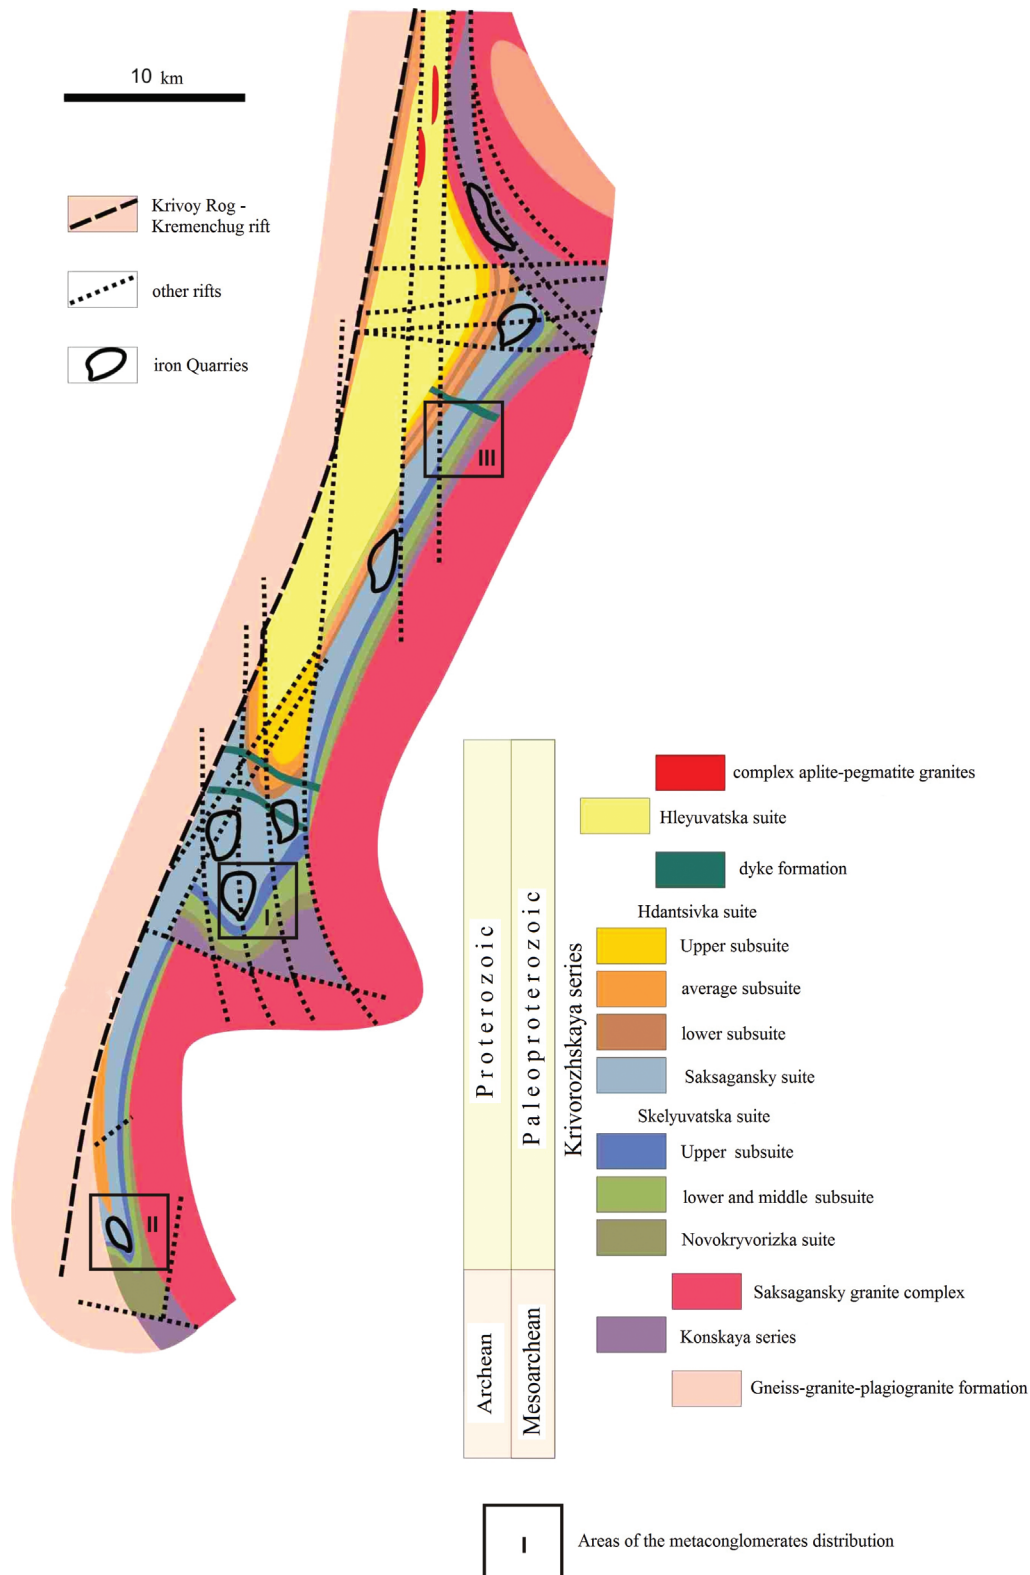 10 km
Krivoy Rog -
Kremenchug rift
other rifts
iron Quarries
III
I
II
Proterozoic
Paleoproterozoic
Krivorozhskaya series
Archean
Mesoarchean
complex aplite-pegmatite granites
Hleyuvatska suite
dyke formation
Hdantsivka suite
Upper subsuite
average subsuite
lower subsuite
Saksagansky suite
Skelyuvatska suite
Upper subsuite
lower and middle subsuite
Novokryvorizka suite
Saksagansky granite complex
Konskaya series
Gneiss-granite-plagiogranite formation
I
Areas of the metaconglomerates distribution